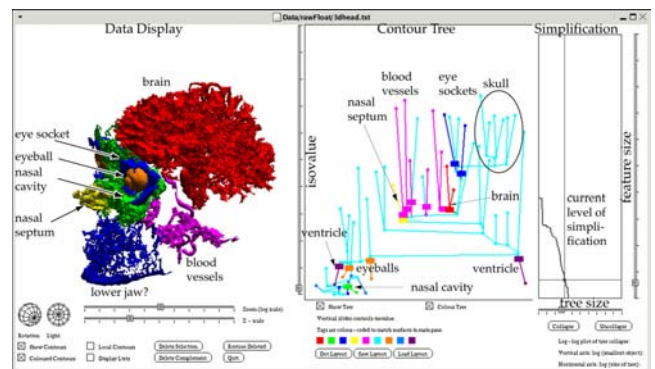 Data/rawFloat/3dhead.txt
Data Display
Contour Tree
Simplification
brain
eye socket
eyeball
nasal
cavity
nasal
septum
blood
vessels
lower jaw?
Rotation
Light
Zoom (log scale)
Z - scale
Show Contour
Local Contour
Delete Selection
Restore Deleted
Coloured Contour
Display Lists
Delete Complement
Quit
isovalue
blood
vessels
eye
sockets
skull
nasal
septum
brain
ventricle
eyeballs
nasal cavity
ventricle
Show Tree
Colour Tree
Vertical slider controls isovalue.
Tags are colour-coded to match surfaces in main pane.
Dot Layout
Save Layout
Load Layout
feature size
current
level of
simpli-
fication
tree size
Collapse
Uncollapse
Log-log plot of tree collapse:
Vertical axis: log (smallest object):
Horizontal axis: log (size of tree):